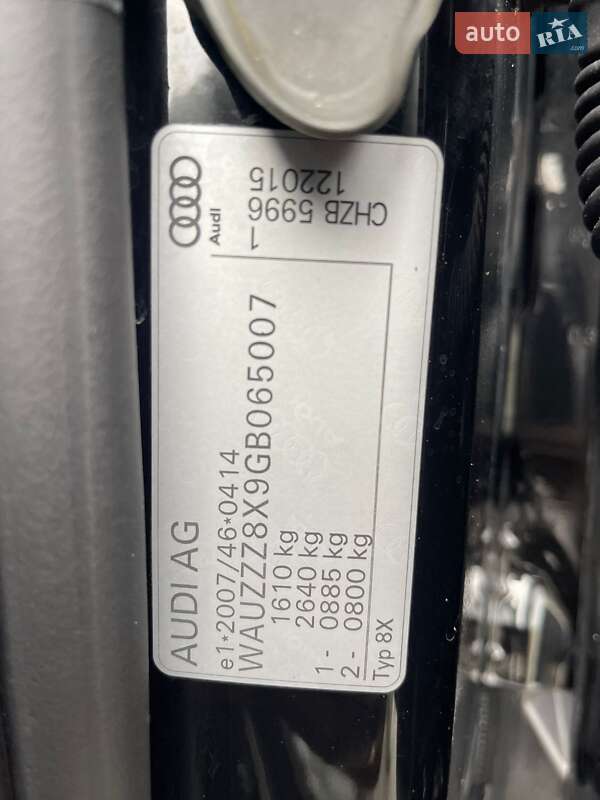 auto
RIA
.com
AUDI AG
e1*2007/46*0414
WAUZZZ8X9GB065007
1610 kg
2640 kg
1- 0885 kg
2- 0800 kg
Typ 8X
Audi
1
CHZB 5996
122015